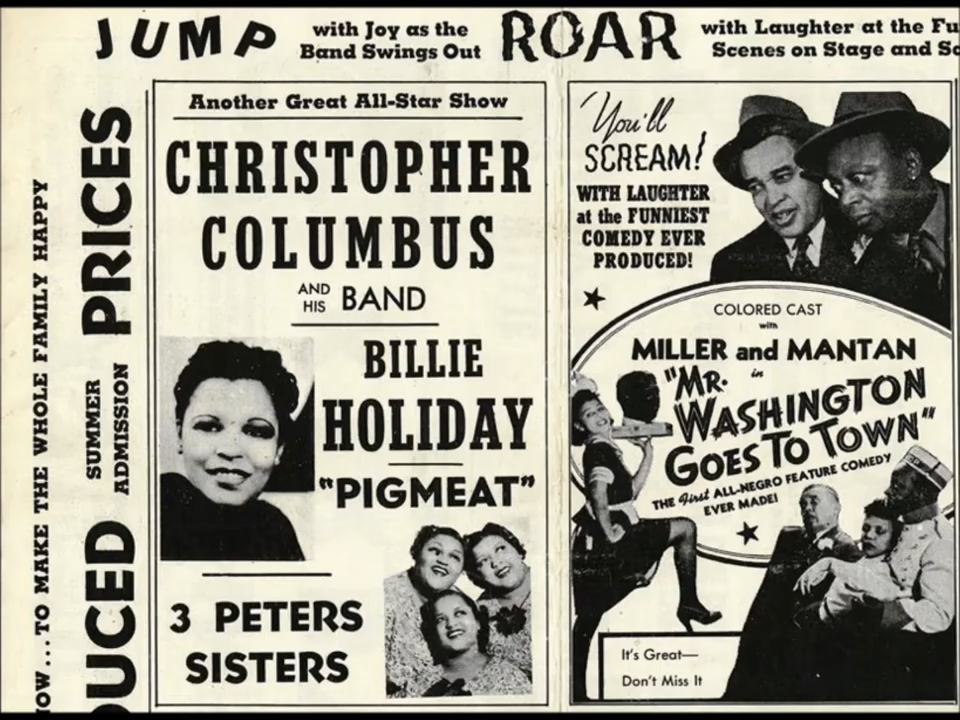 JUMP with Joy as the
Band Swings Out
ROAR with Laughter at the
Scenes on Stage and
PRICES
SUMMER
ADMISSION
TO MAKE THE WHOLE FAMILY HAPPY
Another Great All-Star Show
CHRISTOPHER
COLUMBUS
AND
HIS BAND
BILLIE
HOLIDAY
"PIGMEAT"
3 PETERS
SISTERS
You'll
SCREAM!
WITH LAUGHTER
at the FUNNIEST
COMEDY EVER
PRODUCED!
COLORED CAST
with
MILLER and MANTAN
in
"MR.
WASHINGTON
GOES TO TOWN"
THE First ALL-NEGRO FEATURE COMEDY
EVER MADE!
It's Great—
Don't Miss It